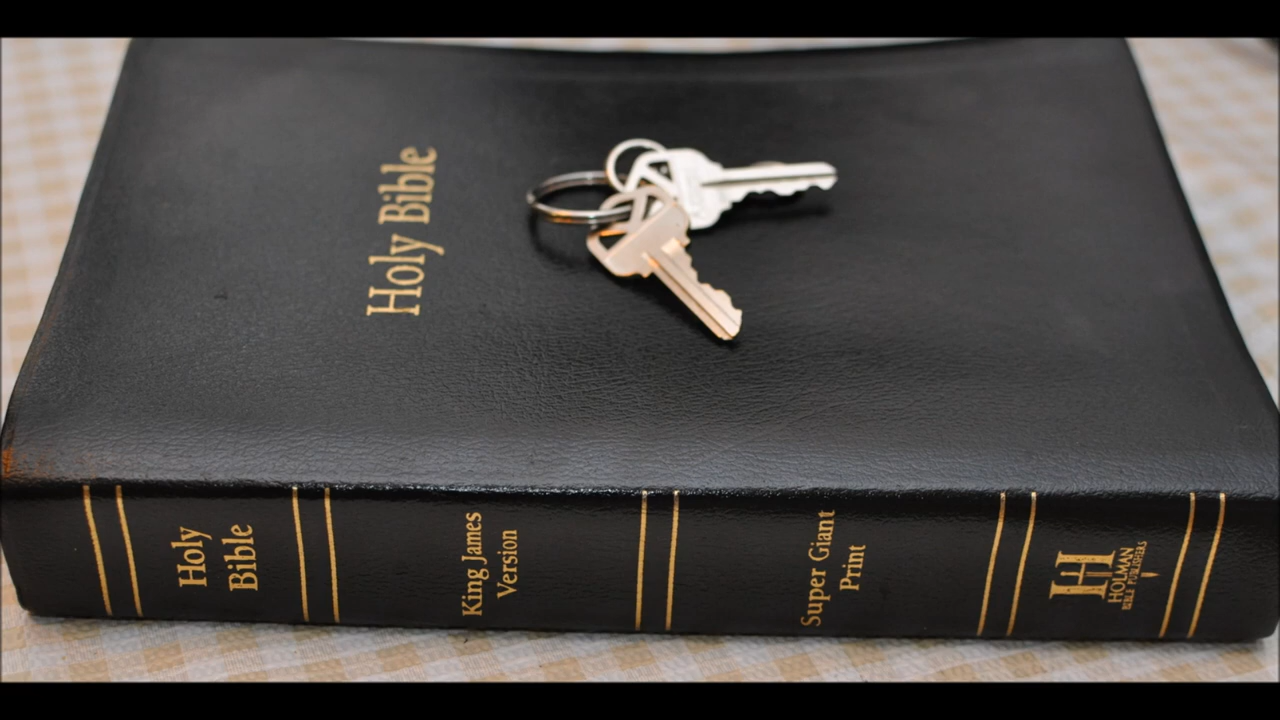 Holy Bible
Holy
Bible
King James
Version
Super Giant
Print
HOLMAN
BIBLE PUBLISHERS